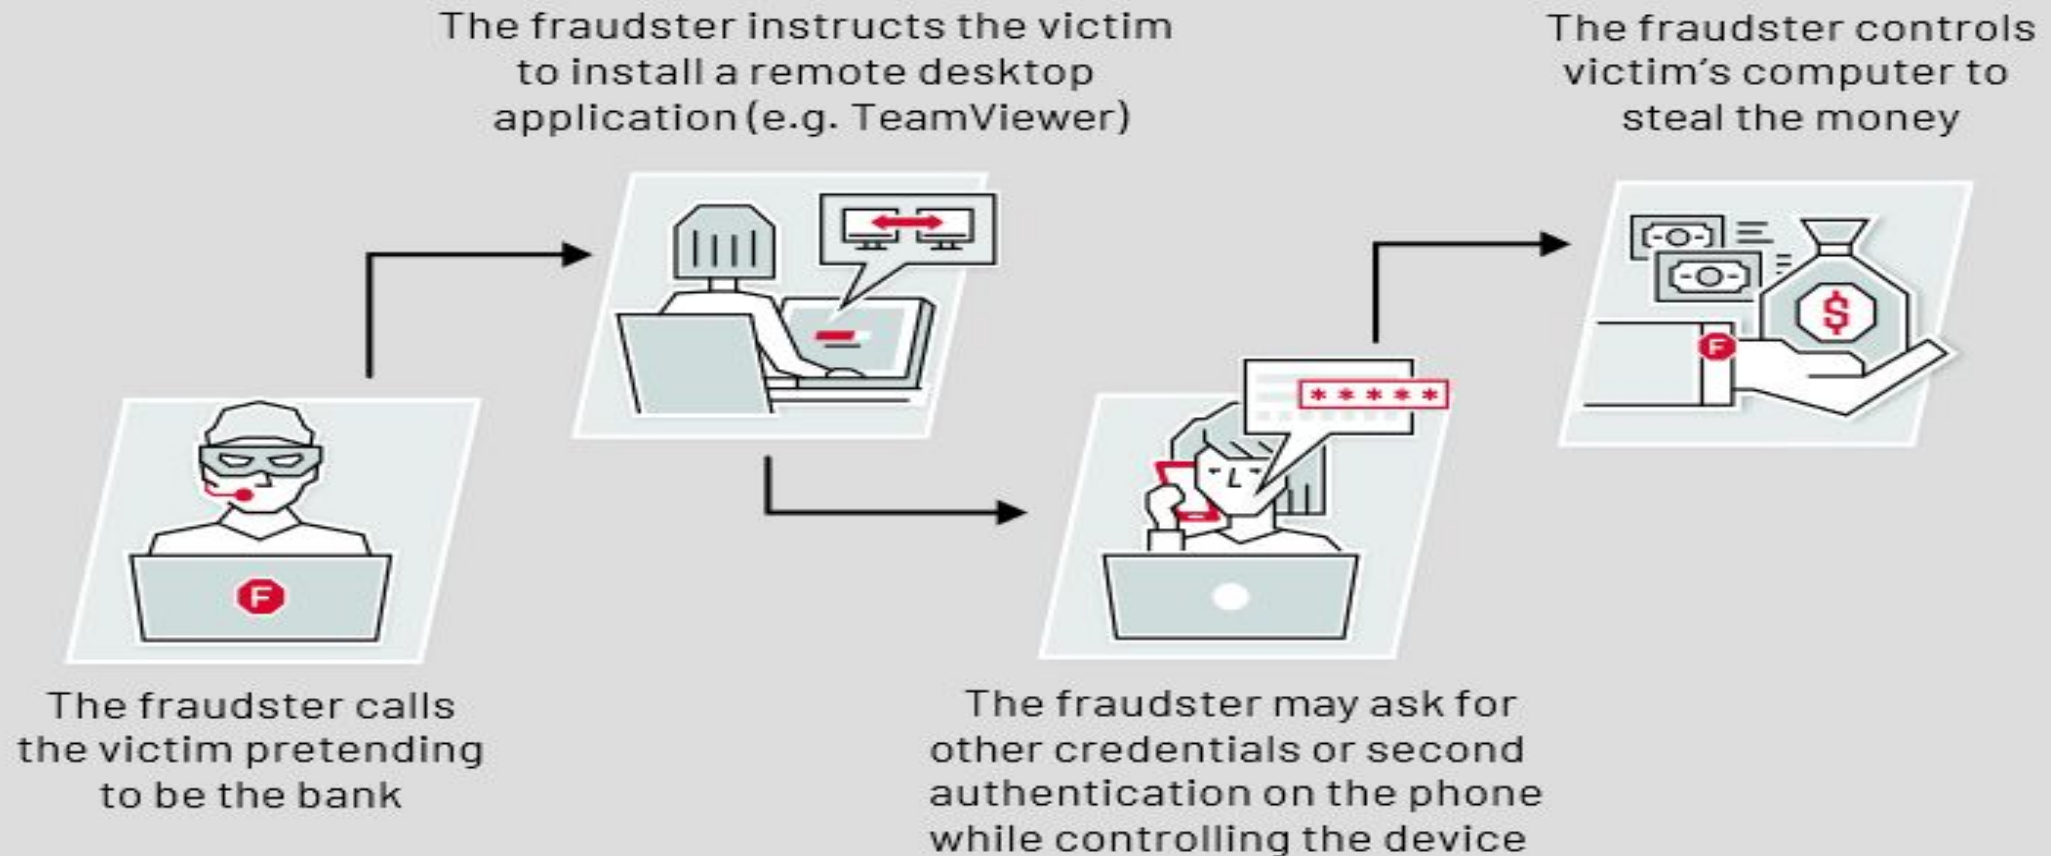 The fraudster instructs the victim
to install a remote desktop
application (e.g. TeamViewer)
The fraudster controls
victim's computer to
steal the money
$
F
*****
F
The fraudster calls
the victim pretending
to be the bank
The fraudster may ask for
other credentials or second
authentication on the phone
while controlling the device